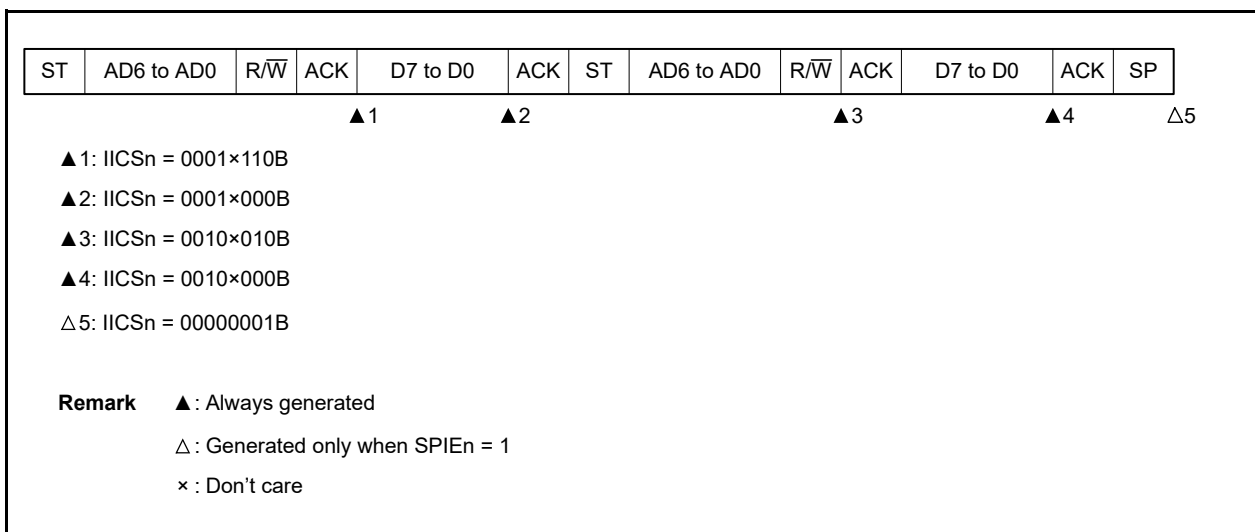 ST AD6 to AD0 R/W̅ ACK D7 to D0 ACK ST AD6 to AD0 R/W̅ ACK D7 to D0 ACK SP
▲1 ▲2 ▲3 ▲4 △5
▲1: IICSn = 0001×110B
▲2: IICSn = 0001×000B
▲3: IICSn = 0010×010B
▲4: IICSn = 0010×000B
△5: IICSn = 00000001B
Remark ▲: Always generated
△: Generated only when SPIEn = 1
× : Don't care